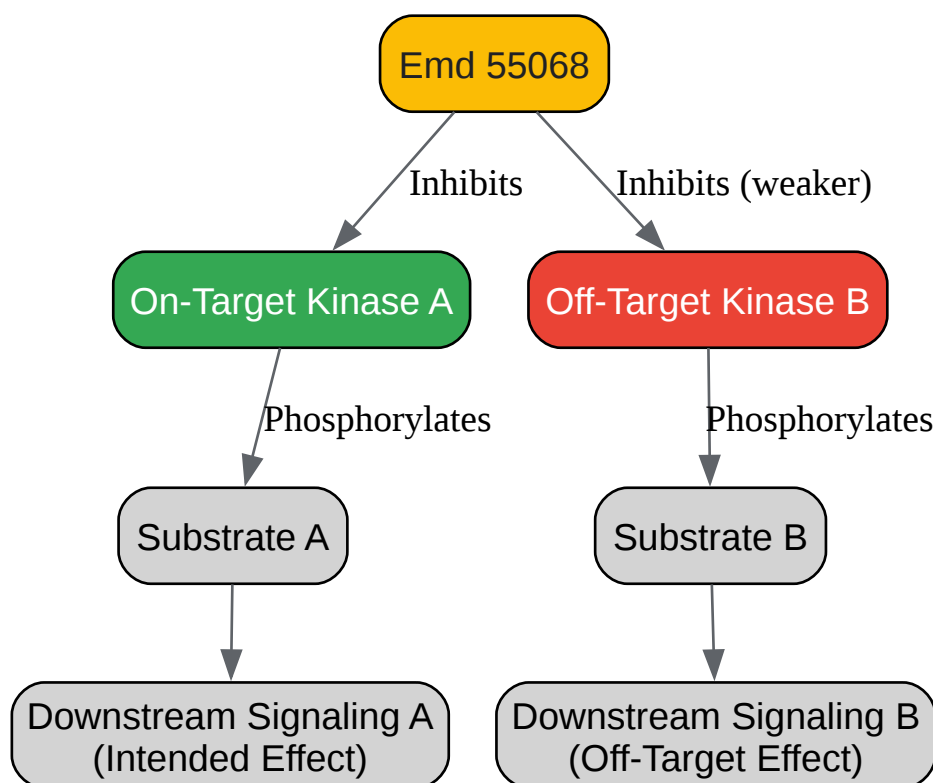 Emd 55068
Inhibits
Inhibits (weaker)
On-Target Kinase A
Off-Target Kinase B
Phosphorylates
Phosphorylates
Substrate A
Substrate B
Downstream Signaling A
(Intended Effect)
Downstream Signaling B
(Off-Target Effect)